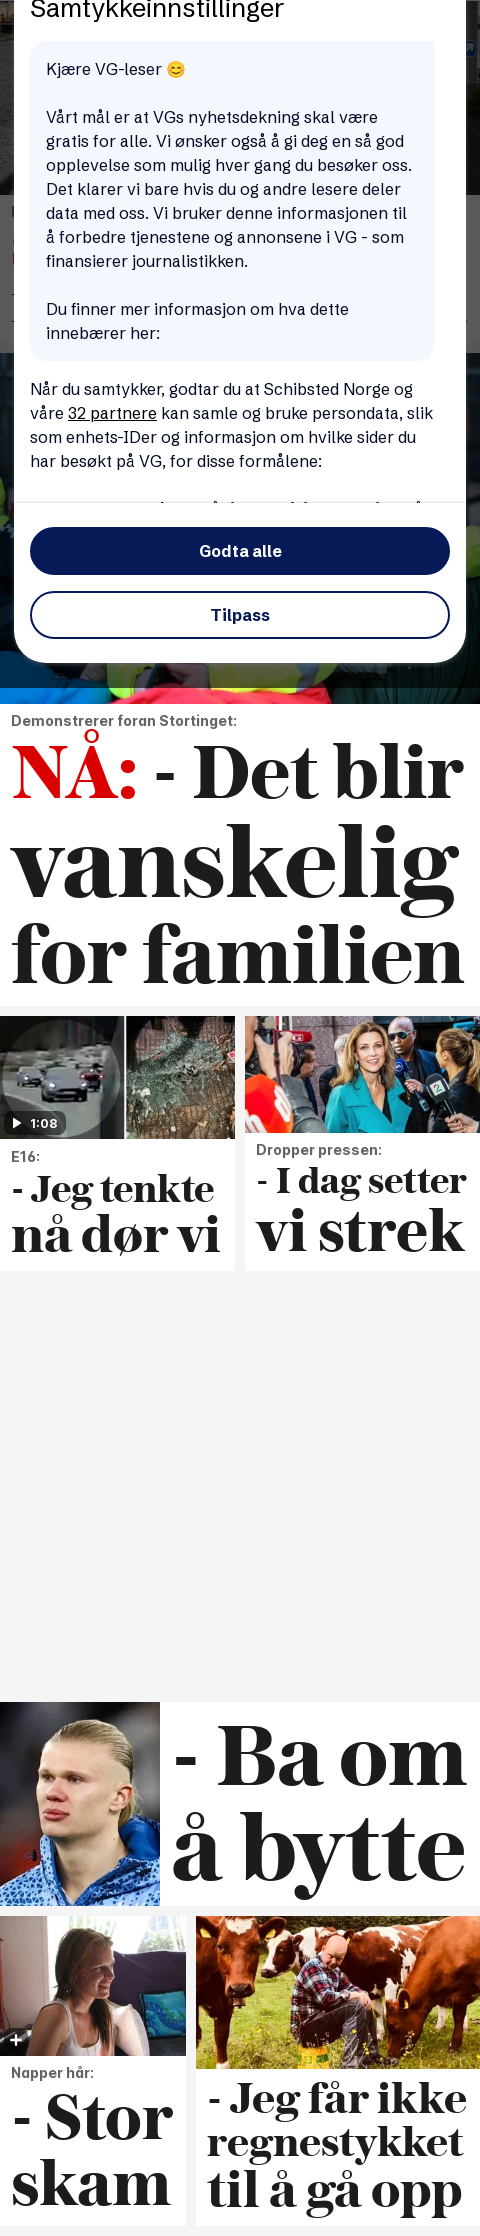 Samtykkeinnstillinger
Kjære VG-leser 😊
Vårt mål er at VGs nyhetsdekning skal være
gratis for alle. Vi ønsker også å gi deg en så god
opplevelse som mulig hver gang du besøker oss.
Det klarer vi bare hvis du og andre lesere deler
data med oss. Vi bruker denne informasjonen til
å forbedre tjenestene og annonsene i VG - som
finansierer journalistikken.
Du finner mer informasjon om hva dette
innebærer her:
Når du samtykker, godtar du at Schibsted Norge og
våre 32 partnere kan samle og bruke persondata, slik
som enhets-IDer og informasjon om hvilke sider du
har besøkt på VG, for disse formålene:
Godta alle
Tilpass
Demonstrerer foran Stortinget:
NÅ: - Det blir
vanskelig
for familien
1:08
E16:
- Jeg tenkte
nå dør vi
2
Dropper pressen:
- I dag setter
vi strek
- Ba om
å bytte
Napper hår:
- Stor
skam
- Jeg får ikke
regnestykket
til å gå opp